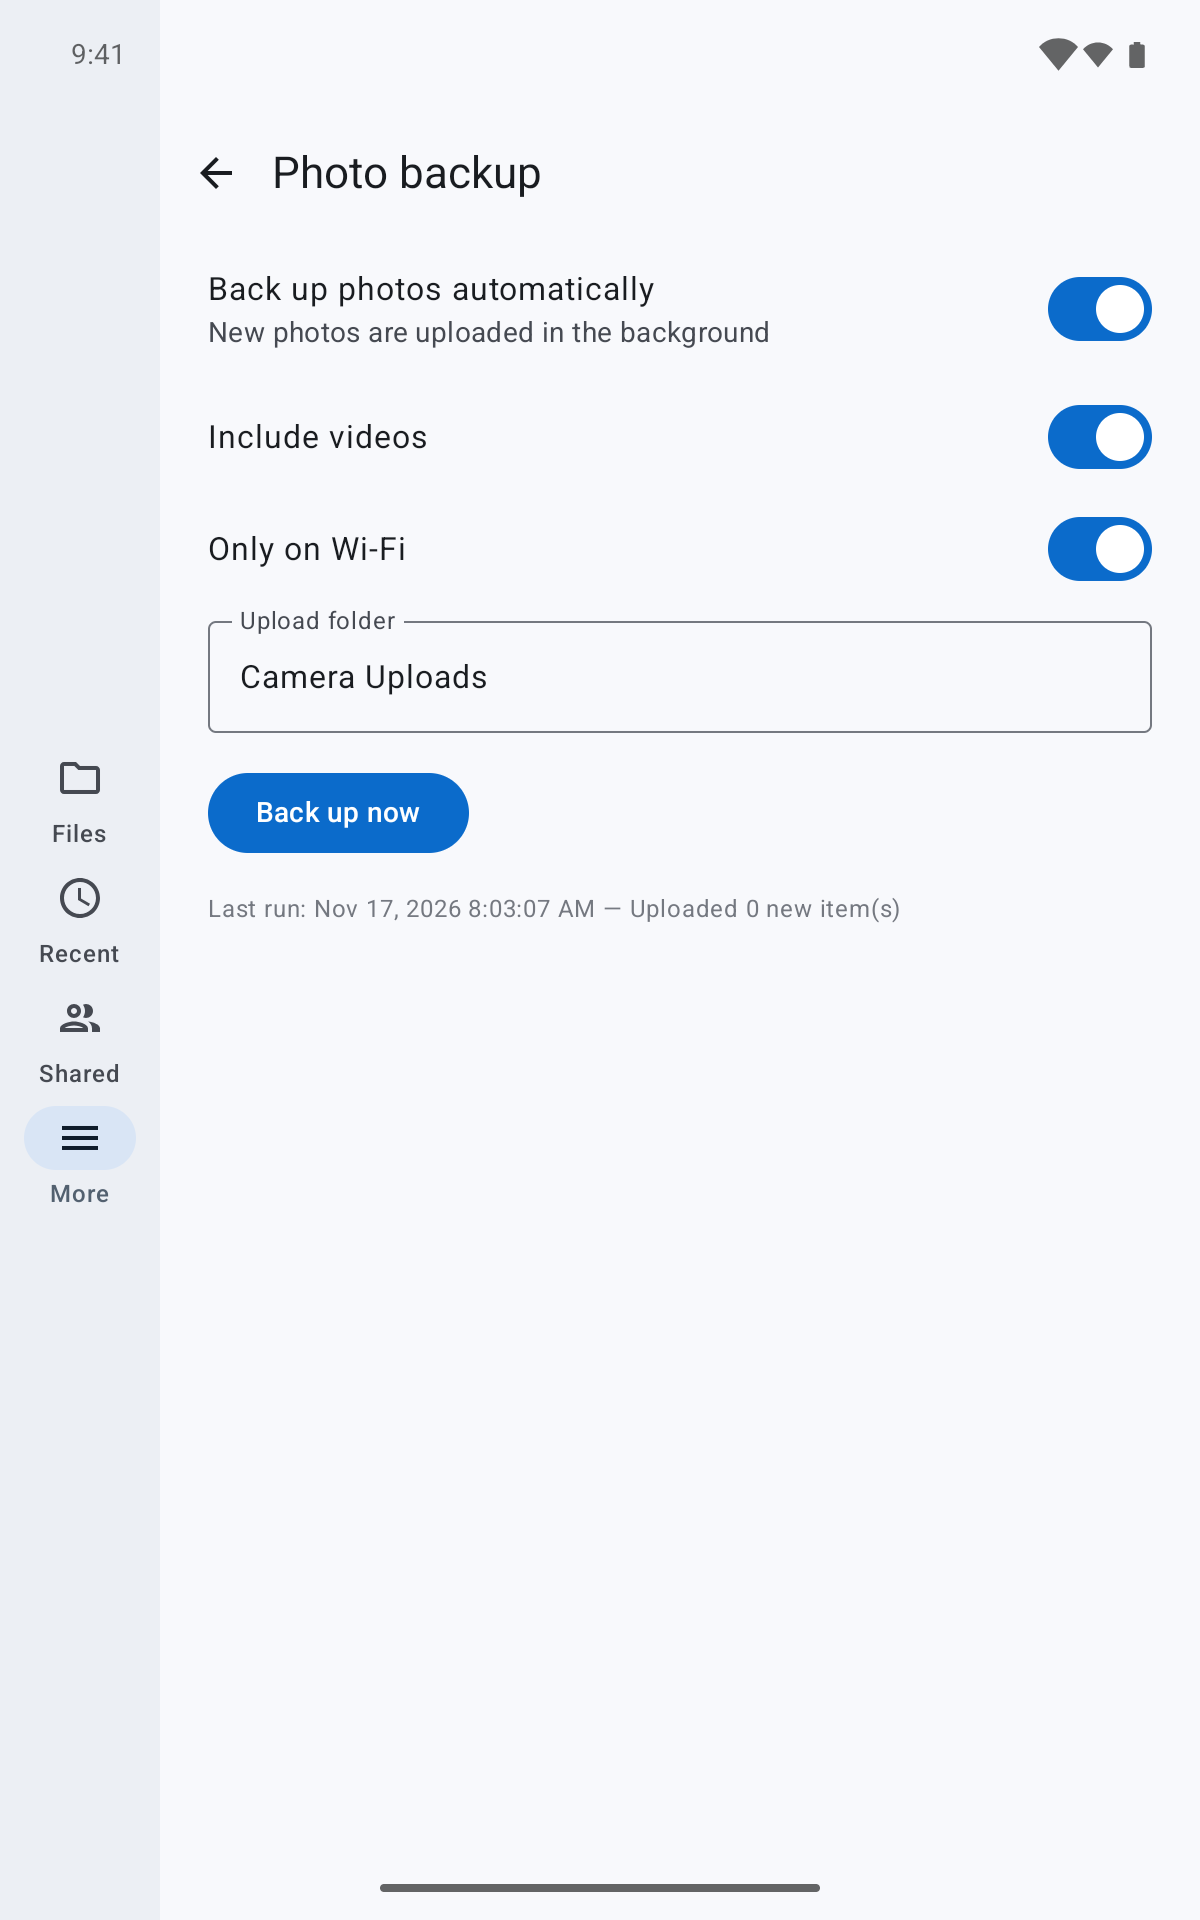 9:41
Photo backup
Back up photos automatically
New photos are uploaded in the background
Include videos
Only on Wi-Fi
Upload folder
Camera Uploads
Back up now
Last run: Nov 17, 2026 8:03:07 AM — Uploaded 0 new item(s)
Files
Recent
Shared
More